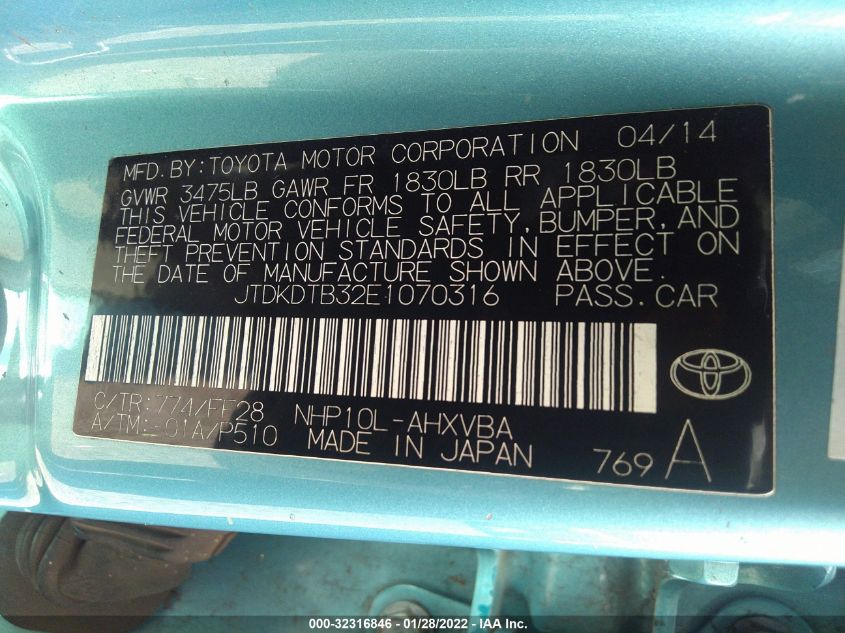 MFD.BY:TOYOTA MOTOR CORPORATION 04/14
GVWR 3475LB GAWR FR 1830LB RR 1830LB
THIS VEHICLE CONFORMS TO ALL APPLICABLE
FEDERAL MOTOR VEHICLE SAFETY,BUMPER,AND
THEFT PREVENTION STANDARDS IN EFFECT ON
THE DATE OF MANUFACTURE SHOWN ABOVE.
JTDKDTB32E1070316 PASS.CAR
C/TR:774/FF28 NHP10L-AHXVBA
A/TM:-01A/P510 MADE IN JAPAN
769 A
000-32316846 | 01/28/2022 - IAA Inc.